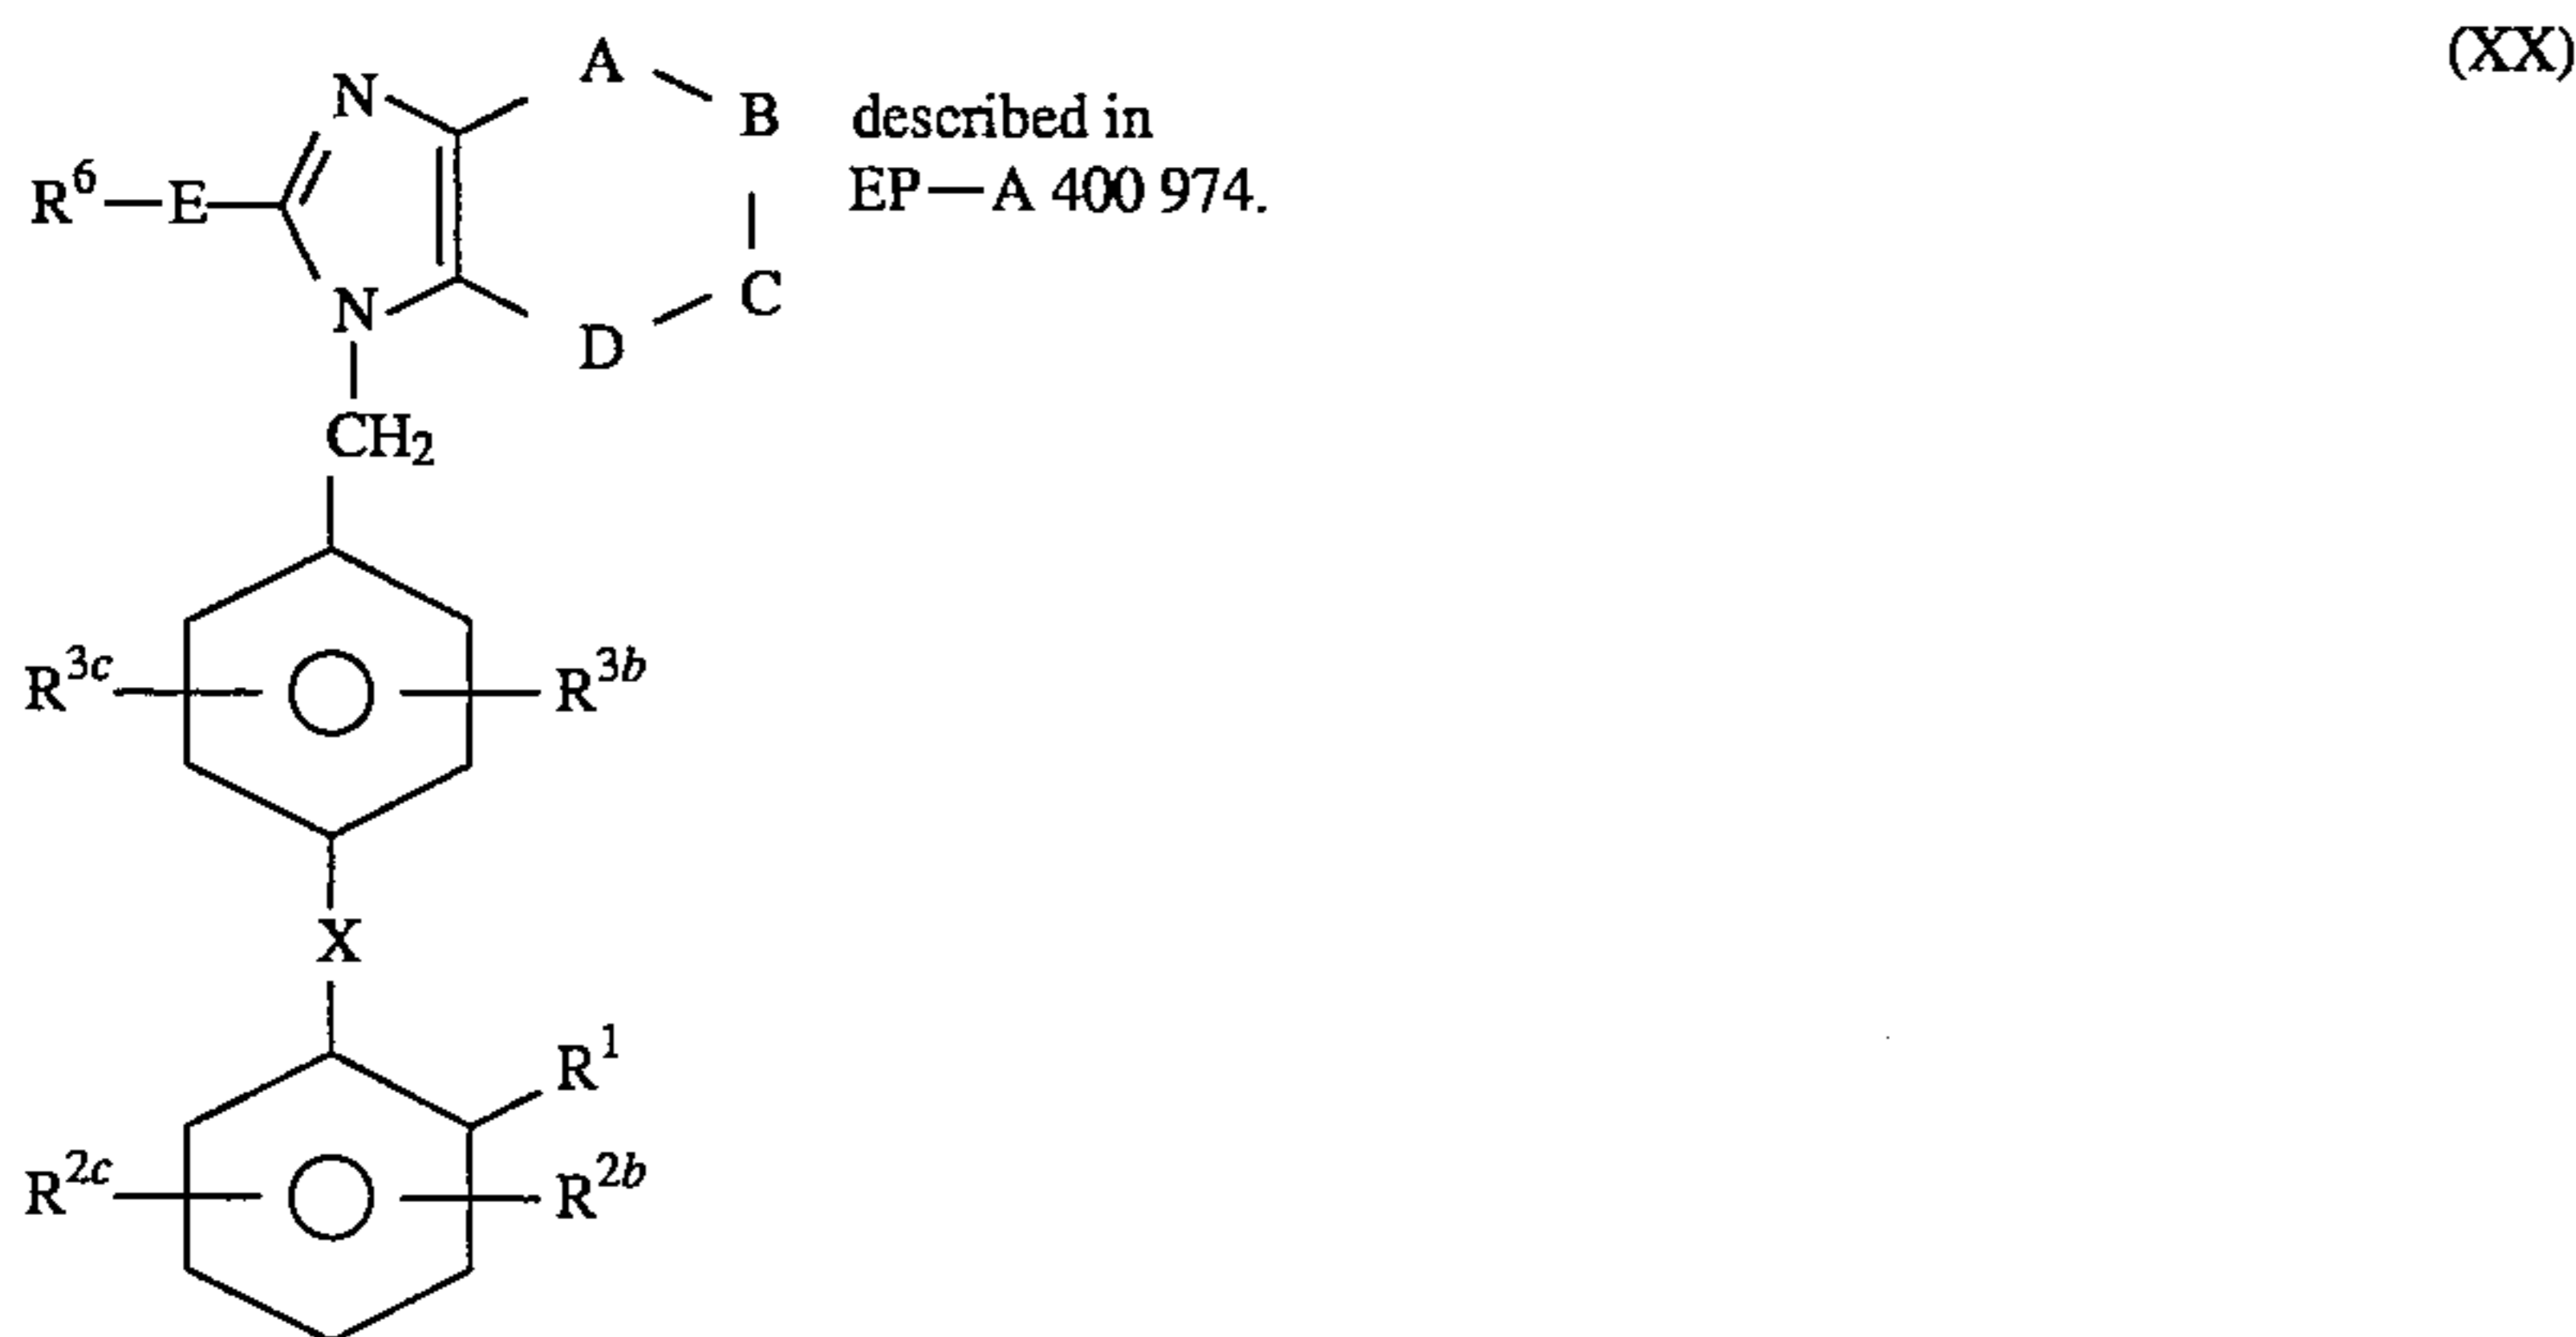 (XX)
A
N
B
described in
R⁶—E
EP—A 400 974.
N
C
D
CH₂
R³ᶜ
R³ᵇ
X
R¹
R²ᶜ
R²ᵇ